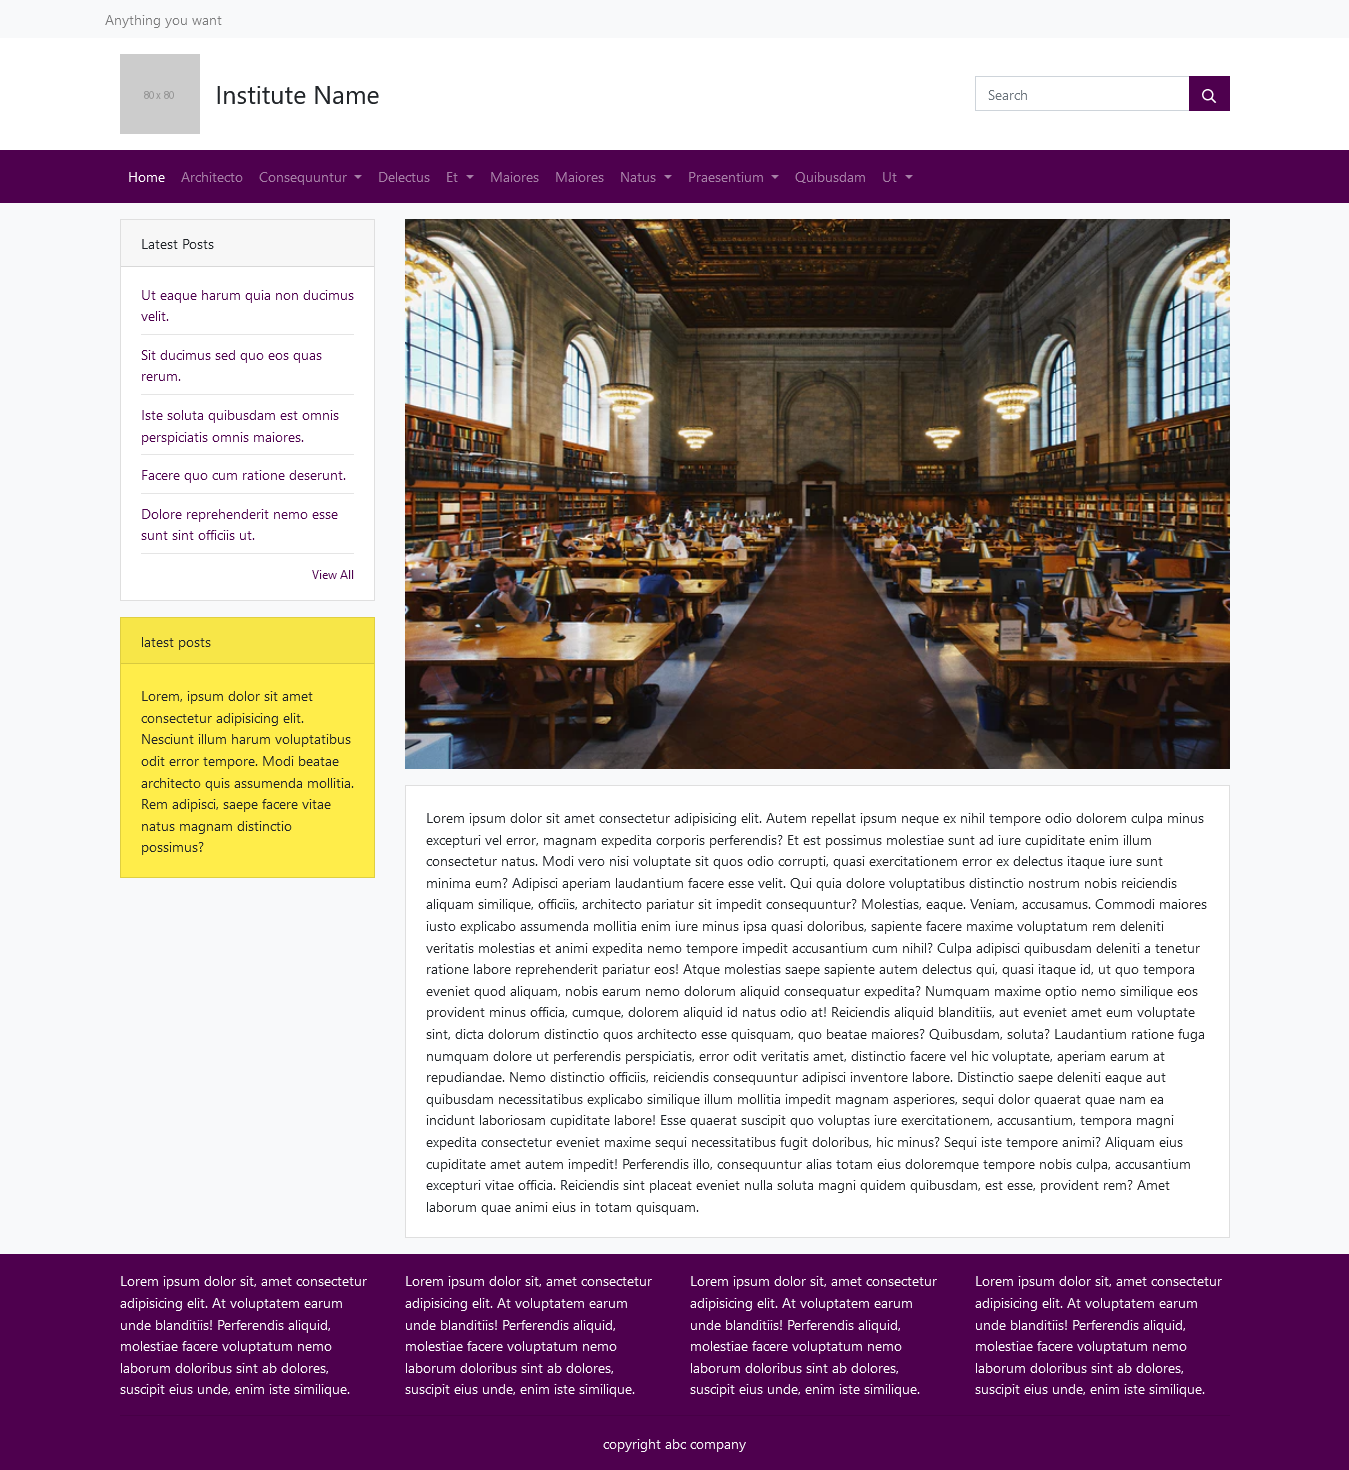 Anything you want
80 x 80
Institute Name
Search
Home Architecto Consequuntur Delectus Et Maiores Maiores Natus Praesentium Quibusdam Ut
Latest Posts
Ut eaque harum quia non ducimus
velit.
Sit ducimus sed quo eos quas
rerum.
Iste soluta quibusdam est omnis
perspiciatis omnis maiores.
Facere quo cum ratione deserunt.
Dolore reprehenderit nemo esse
sunt sint officiis ut.
View All
latest posts
Lorem, ipsum dolor sit amet
consectetur adipisicing elit.
Nesciunt illum harum voluptatibus
odit error tempore. Modi beatae
architecto quis assumenda mollitia.
Rem adipisci, saepe facere vitae
natus magnam distinctio
possimus?
Lorem ipsum dolor sit amet consectetur adipisicing elit. Autem repellat ipsum neque ex nihil tempore odio dolorem culpa minus
excepturi vel error, magnam expedita corporis perferendis? Et est possimus molestiae sunt ad iure cupiditate enim illum
consectetur natus. Modi vero nisi voluptate sit quos odio corrupti, quasi exercitationem error ex delectus itaque iure sunt
minima eum? Adipisci aperiam laudantium facere esse velit. Qui quia dolore voluptatibus distinctio nostrum nobis reiciendis
aliquam similique, officiis, architecto pariatur sit impedit consequuntur? Molestias, eaque. Veniam, accusamus. Commodi maiores
iusto explicabo assumenda mollitia enim iure minus ipsa quasi doloribus, sapiente facere maxime voluptatum rem deleniti
veritatis molestias et animi expedita nemo tempore impedit accusantium cum nihil? Culpa adipisci quibusdam deleniti a tenetur
ratione labore reprehenderit pariatur eos! Atque molestias saepe sapiente autem delectus qui, quasi itaque id, ut quo tempora
eveniet quod aliquam, nobis earum nemo dolorum aliquid consequatur expedita? Numquam maxime optio nemo similique eos
provident minus officia, cumque, dolorem aliquid id natus odio at! Reiciendis aliquid blanditiis, aut eveniet amet eum voluptate
sint, dicta dolorum distinctio quos architecto esse quisquam, quo beatae maiores? Quibusdam, soluta? Laudantium ratione fuga
numquam dolore ut perferendis perspiciatis, error odit veritatis amet, distinctio facere vel hic voluptate, aperiam earum at
repudiandae. Nemo distinctio officiis, reiciendis consequuntur adipisci inventore labore. Distinctio saepe deleniti eaque aut
quibusdam necessitatibus explicabo similique illum mollitia impedit magnam asperiores, sequi dolor quaerat quae nam ea
incidunt laboriosam cupiditate labore! Esse quaerat suscipit quo voluptas iure exercitationem, accusantium, tempora magni
expedita consectetur eveniet maxime sequi necessitatibus fugit doloribus, hic minus? Sequi iste tempore animi? Aliquam eius
cupiditate amet autem impedit! Perferendis illo, consequuntur alias totam eius doloremque tempore nobis culpa, accusantium
excepturi vitae officia. Reiciendis sint placeat eveniet nulla soluta magni quidem quibusdam, est esse, provident rem? Amet
laborum quae animi eius in totam quisquam.
Lorem ipsum dolor sit, amet consectetur
adipisicing elit. At voluptatem earum
unde blanditiis! Perferendis aliquid,
molestiae facere voluptatum nemo
laborum doloribus sint ab dolores,
suscipit eius unde, enim iste similique.
Lorem ipsum dolor sit, amet consectetur
adipisicing elit. At voluptatem earum
unde blanditiis! Perferendis aliquid,
molestiae facere voluptatum nemo
laborum doloribus sint ab dolores,
suscipit eius unde, enim iste similique.
Lorem ipsum dolor sit, amet consectetur
adipisicing elit. At voluptatem earum
unde blanditiis! Perferendis aliquid,
molestiae facere voluptatum nemo
laborum doloribus sint ab dolores,
suscipit eius unde, enim iste similique.
Lorem ipsum dolor sit, amet consectetur
adipisicing elit. At voluptatem earum
unde blanditiis! Perferendis aliquid,
molestiae facere voluptatum nemo
laborum doloribus sint ab dolores,
suscipit eius unde, enim iste similique.
copyright abc company